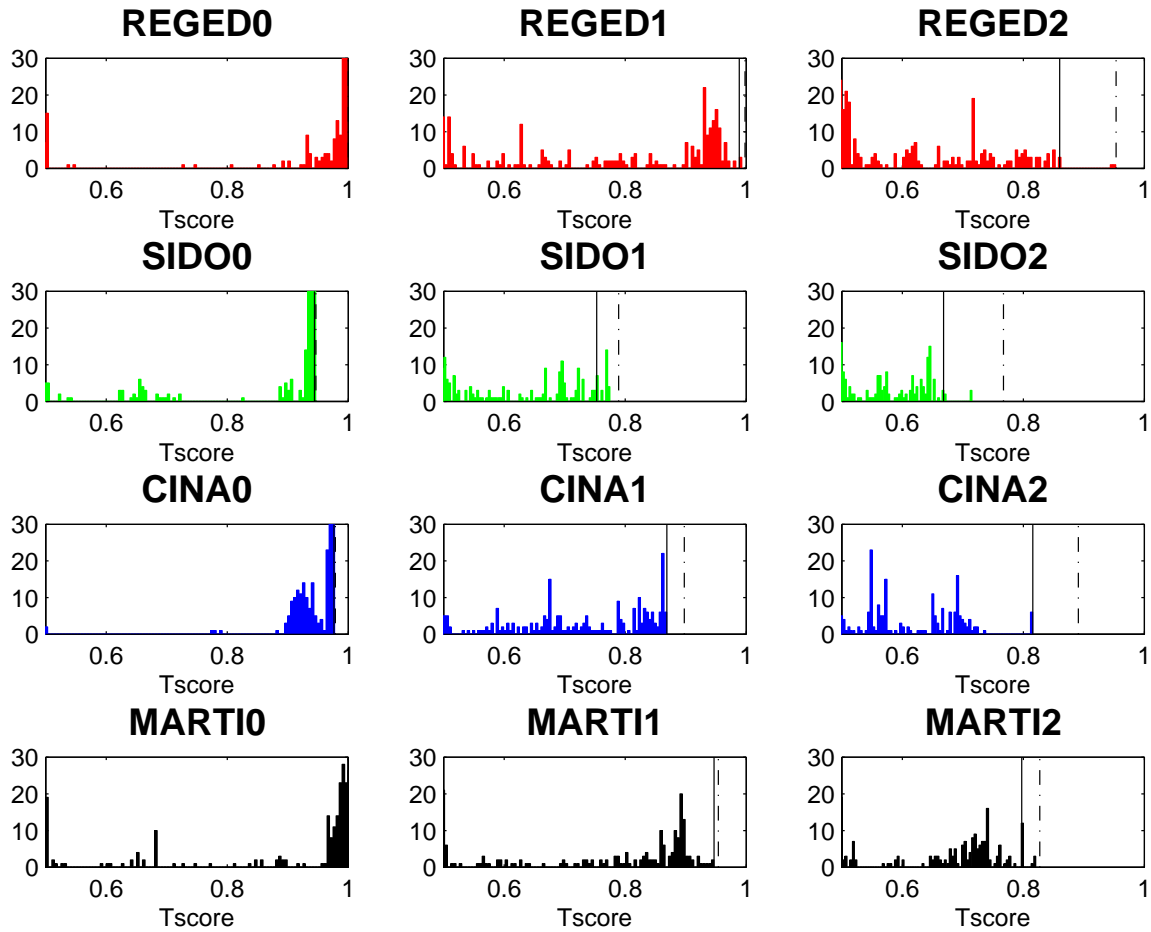 REGED0 REGED1 REGED2
30 30 30
20 20 20
10 10 10
0 0 0
0.6 0.8 1 0.6 0.8 1 0.6 0.8 1
Tscore Tscore Tscore
SIDO0 SIDO1 SIDO2
30 30 30
20 20 20
10 10 10
0 0 0
0.6 0.8 1 0.6 0.8 1 0.6 0.8 1
Tscore Tscore Tscore
CINA0 CINA1 CINA2
30 30 30
20 20 20
10 10 10
0 0 0
0.6 0.8 1 0.6 0.8 1 0.6 0.8 1
Tscore Tscore Tscore
MARTI0 MARTI1 MARTI2
30 30 30
20 20 20
10 10 10
0 0 0
0.6 0.8 1 0.6 0.8 1 0.6 0.8 1
Tscore Tscore Tscore